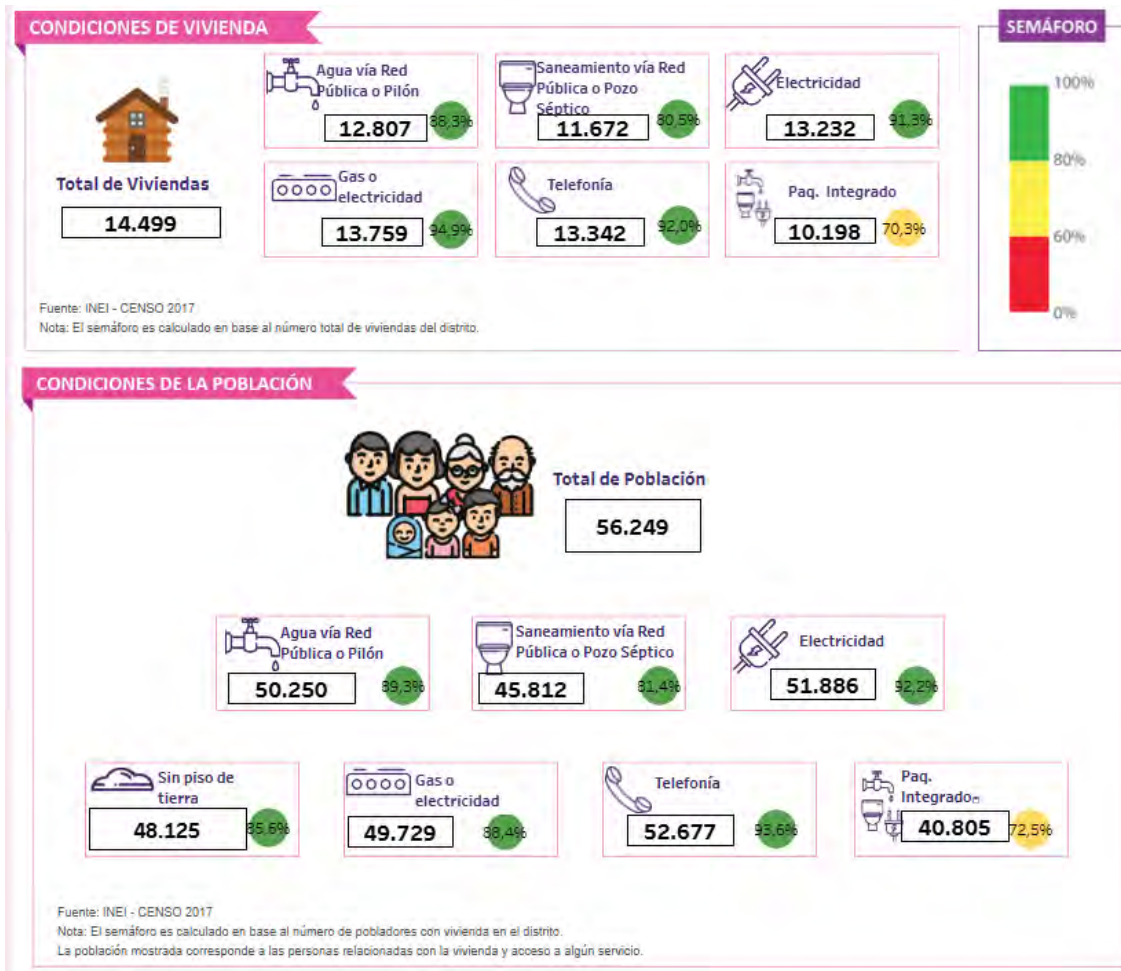 CONDICIONES DE VIVIENDA
SEMÁFORO
Agua vía Red
Pública o Pilón
12.807
88,3%
Saneamiento vía Red
Pública o Pozo
Séptico
11.672
80,5%
Electricidad
13.232
91,3%
100%
80%
60%
0%
Total de Viviendas
14.499
Gas o
electricidad
13.759
94,9%
Telefonía
13.342
92,0%
Paq. Integrado
10.198
70,3%
Fuente: INEI - CENSO 2017
Nota: El semáforo es calculado en base al número total de viviendas del distrito.
CONDICIONES DE LA POBLACIÓN
Total de Población
56.249
Agua vía Red
Pública o Pilón
50.250
89,3%
Saneamiento vía Red
Pública o Pozo Séptico
45.812
81,4%
Electricidad
51.886
92,2%
Sin piso de
tierra
48.125
85,6%
Gas o
electricidad
49.729
88,4%
Telefonía
52.677
93,6%
Paq.
Integrado
40.805
72,5%
Fuente: INEI - CENSO 2017
Nota: El semáforo es calculado en base al número de pobladores con vivienda en el distrito.
La población mostrada corresponde a las personas relacionadas con la vivienda y acceso a algún servicio.